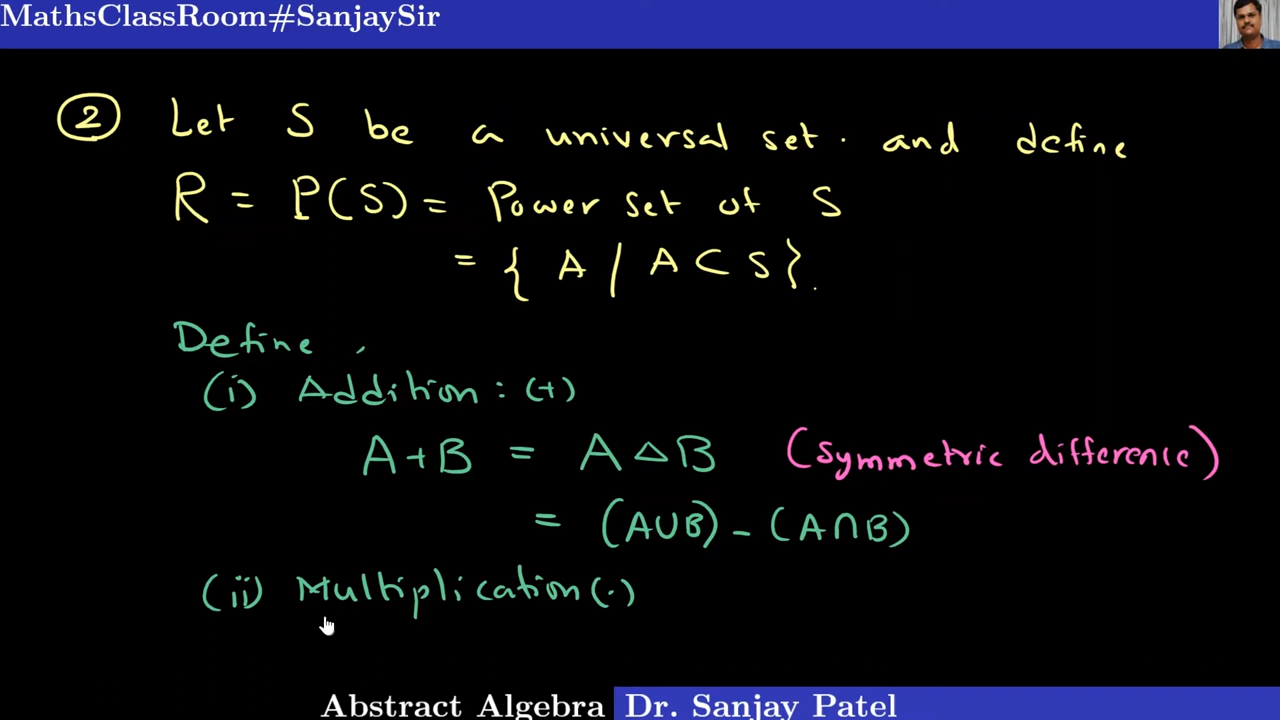 MathsClassRoom#SanjaySir
② Let S be a universal set. and define
R = P(S) = Power set of S
= { A / A ⊂ S }.
Define,
(i) Addition: (+)
A + B = A △ B (symmetric difference)
= (A∪B) - (A∩B)
(ii) Multiplication (·)
Abstract Algebra Dr. Sanjay Patel